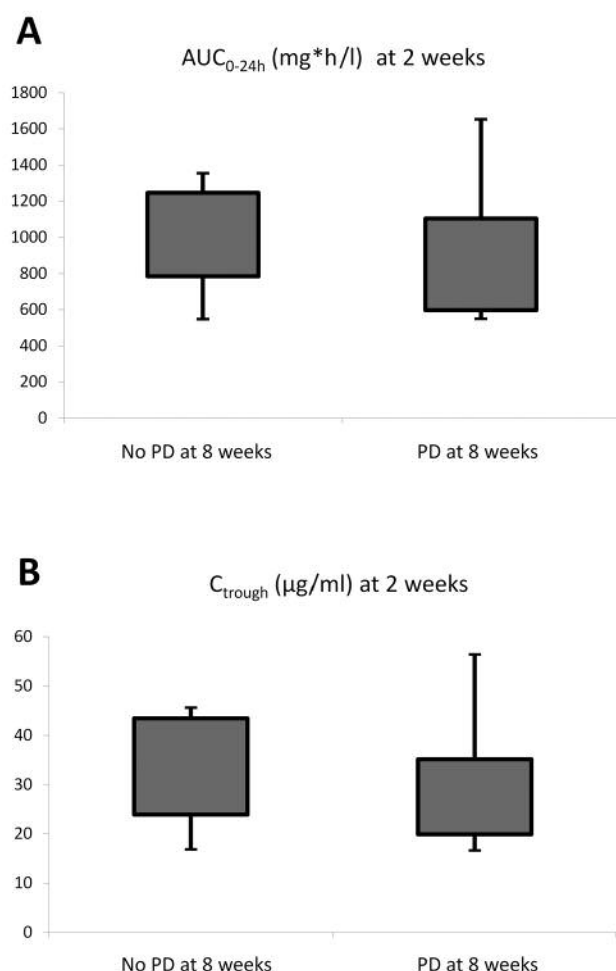 A
AUC0-24h (mg*h/l) at 2 weeks
1800
1600
1400
1200
1000
800
600
400
200
0
No PD at 8 weeks PD at 8 weeks
B
Ctrough (µg/ml) at 2 weeks
60
50
40
30
20
10
0
No PD at 8 weeks PD at 8 weeks